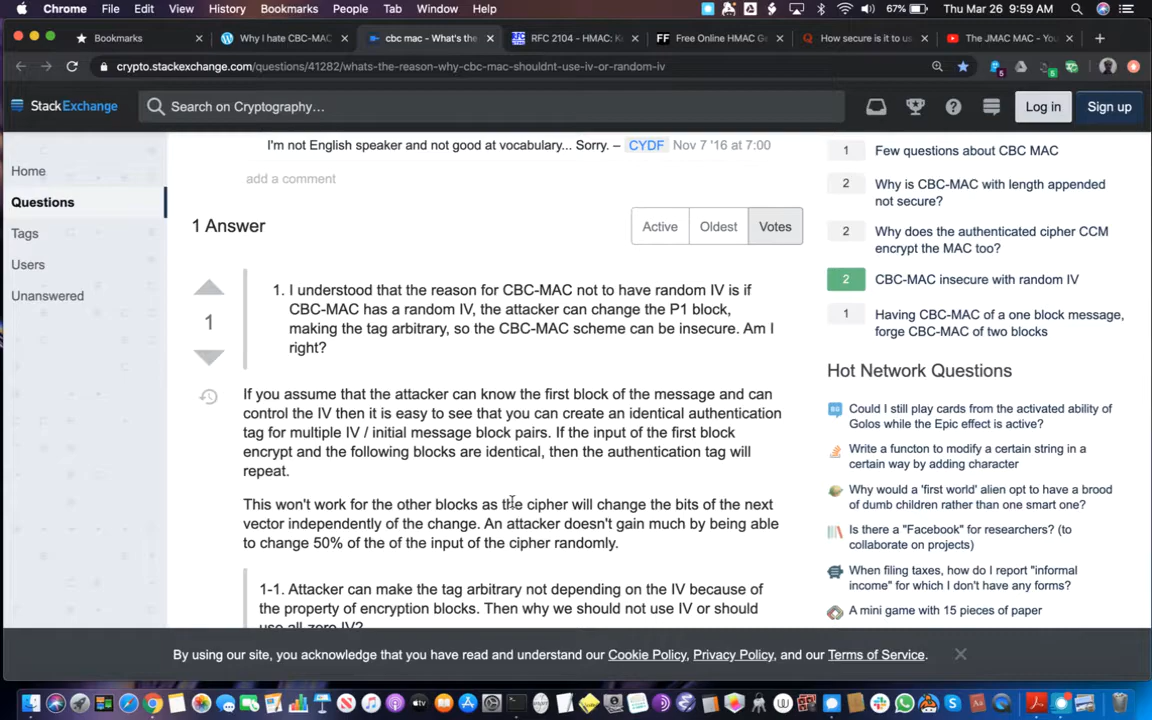 Chrome File Edit View History Bookmarks People Tab Window Help 67% Thu Mar 26 9:59 AM
Bookmarks × Why I hate CBC-MAC × cbc mac - What's the × RFC 2104 - HMAC: K × Free Online HMAC Ge × How secure is it to us × The JMAC MAC - You × +
crypto.stackexchange.com/questions/41282/whats-the-reason-why-cbc-mac-shouldnt-use-iv-or-random-iv
StackExchange Search on Cryptography… Log in Sign up
Home
Questions
Tags
Users
Unanswered
I'm not English speaker and not good at vocabulary... Sorry. – CYDF Nov 7 '16 at 7:00
add a comment
1 Answer
Active Oldest Votes
1
1. I understood that the reason for CBC-MAC not to have random IV is if
CBC-MAC has a random IV, the attacker can change the P1 block,
making the tag arbitrary, so the CBC-MAC scheme can be insecure. Am I
right?
If you assume that the attacker can know the first block of the message and can
control the IV then it is easy to see that you can create an identical authentication
tag for multiple IV / initial message block pairs. If the input of the first block
encrypt and the following blocks are identical, then the authentication tag will
repeat.
This won't work for the other blocks as the cipher will change the bits of the next
vector independently of the change. An attacker doesn't gain much by being able
to change 50% of the of the input of the cipher randomly.
1-1. Attacker can make the tag arbitrary not depending on the IV because of
the property of encryption blocks. Then why we should not use IV or should
use all-zero IV?
1 Few questions about CBC MAC
2 Why is CBC-MAC with length appended
not secure?
2 Why does the authenticated cipher CCM
encrypt the MAC too?
2 CBC-MAC insecure with random IV
1 Having CBC-MAC of a one block message,
forge CBC-MAC of two blocks
Hot Network Questions
Could I still play cards from the activated ability of
Golos while the Epic effect is active?
Write a functon to modify a certain string in a
certain way by adding character
Why would a 'first world' alien opt to have a brood
of dumb children rather than one smart one?
Is there a "Facebook" for researchers? (to
collaborate on projects)
When filing taxes, how do I report "informal
income" for which I don't have any forms?
A mini game with 15 pieces of paper
By using our site, you acknowledge that you have read and understand our Cookie Policy, Privacy Policy, and our Terms of Service.